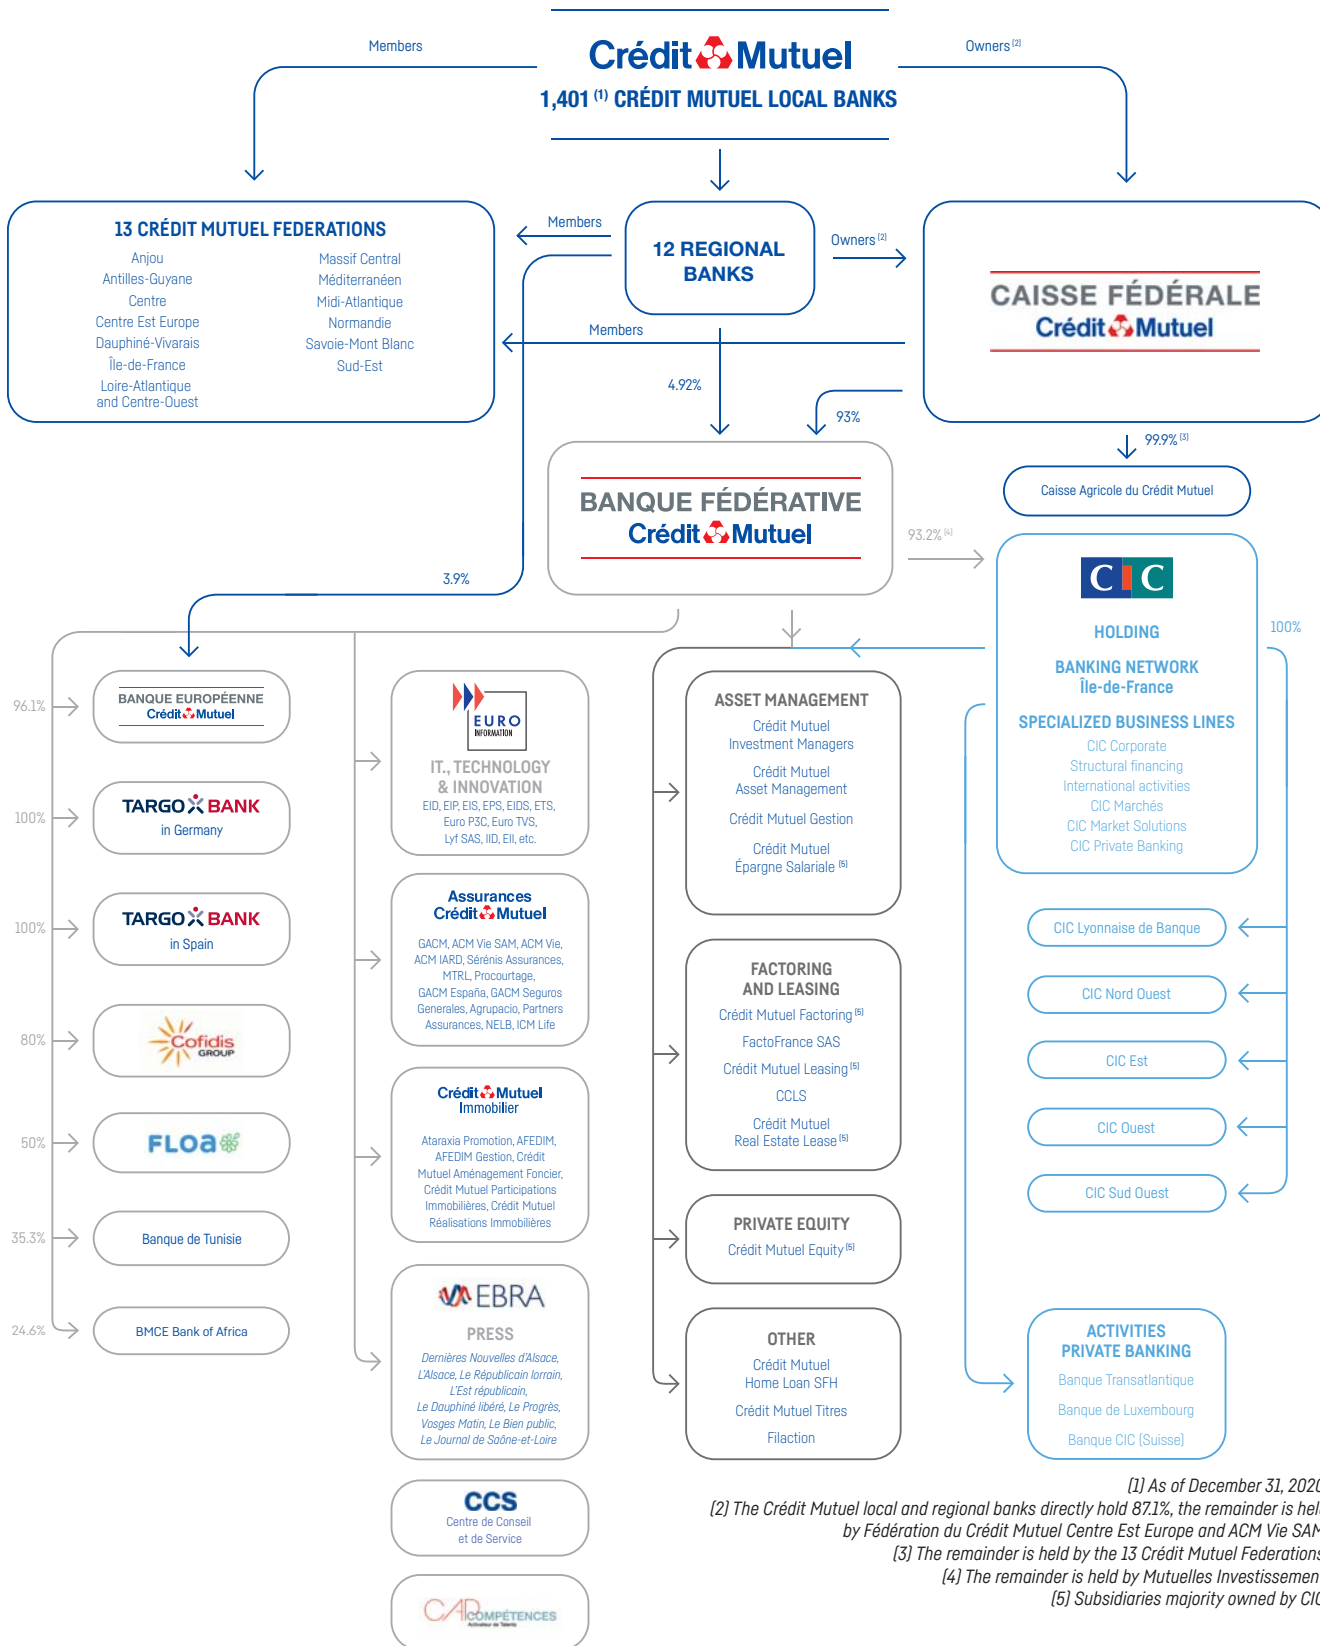 Members
Crédit Mutuel
Owners (2)
1,401 (1) CRÉDIT MUTUEL LOCAL BANKS
13 CRÉDIT MUTUEL FEDERATIONS
Anjou
Antilles-Guyane
Centre
Centre Est Europe
Dauphiné-Vivarais
Île-de-France
Loire-Atlantique
and Centre-Ouest
Massif Central
Méditerranéen
Midi-Atlantique
Normandie
Savoie-Mont Blanc
Sud-Est
Members
12 REGIONAL
BANKS
Owners (2)
CAISSE FÉDÉRALE
Crédit Mutuel
Members
4.92%
93%
99.9% (3)
Caisse Agricole du Crédit Mutuel
BANQUE FÉDÉRATIVE
Crédit Mutuel
93.2% (4)
3.9%
CIC
HOLDING
BANKING NETWORK
Île-de-France
SPECIALIZED BUSINESS LINES
CIC Corporate
Structural financing
International activities
CIC Marchés
CIC Market Solutions
CIC Private Banking
100%
96.1%
BANQUE EUROPÉENNE
Crédit Mutuel
100%
TARGO BANK
in Germany
100%
TARGO BANK
in Spain
80%
Cofidis
GROUP
50%
FLOa
35.3%
Banque de Tunisie
24.6%
BMCE Bank of Africa
EURO
INFORMATION
IT., TECHNOLOGY
& INNOVATION
EID, EIP, EIS, EPS, EIDS, ETS,
Euro P3C, Euro TVS,
Lyf SAS, IID, EII, etc.
Assurances
Crédit Mutuel
GACM, ACM Vie SAM, ACM Vie,
ACM IARD, Sérénis Assurances,
MTRL, Procourtage,
GACM España, GACM Seguros
Generales, Agrupacio, Partners
Assurances, NELB, ICM Life
Crédit Mutuel
Immobilier
Ataraxia Promotion, AFEDIM,
AFEDIM Gestion, Crédit
Mutuel Aménagement Foncier,
Crédit Mutuel Participations
Immobilières, Crédit Mutuel
Réalisations Immobilières
EBRA
PRESS
Dernières Nouvelles d'Alsace,
L'Alsace, Le Républicain lorrain,
L'Est républicain,
Le Dauphiné libéré, Le Progrès,
Vosges Matin, Le Bien public,
Le Journal de Saône-et-Loire
CCS
Centre de Conseil
et de Service
CAP COMPÉTENCES
Activateur de Talents
ASSET MANAGEMENT
Crédit Mutuel
Investment Managers
Crédit Mutuel
Asset Management
Crédit Mutuel Gestion
Crédit Mutuel
Épargne Salariale (5)
FACTORING
AND LEASING
Crédit Mutuel Factoring (5)
FactoFrance SAS
Crédit Mutuel Leasing (5)
CCLS
Crédit Mutuel
Real Estate Lease (5)
PRIVATE EQUITY
Crédit Mutuel Equity (5)
OTHER
Crédit Mutuel
Home Loan SFH
Crédit Mutuel Titres
Filaction
CIC Lyonnaise de Banque
CIC Nord Ouest
CIC Est
CIC Ouest
CIC Sud Ouest
ACTIVITIES
PRIVATE BANKING
Banque Transatlantique
Banque de Luxembourg
Banque CIC (Suisse)
(1) As of December 31, 2020
(2) The Crédit Mutuel local and regional banks directly hold 87.1%, the remainder is held
by Fédération du Crédit Mutuel Centre Est Europe and ACM Vie SAM
(3) The remainder is held by the 13 Crédit Mutuel Federations
(4) The remainder is held by Mutuelles Investissement
(5) Subsidiaries majority owned by CIC